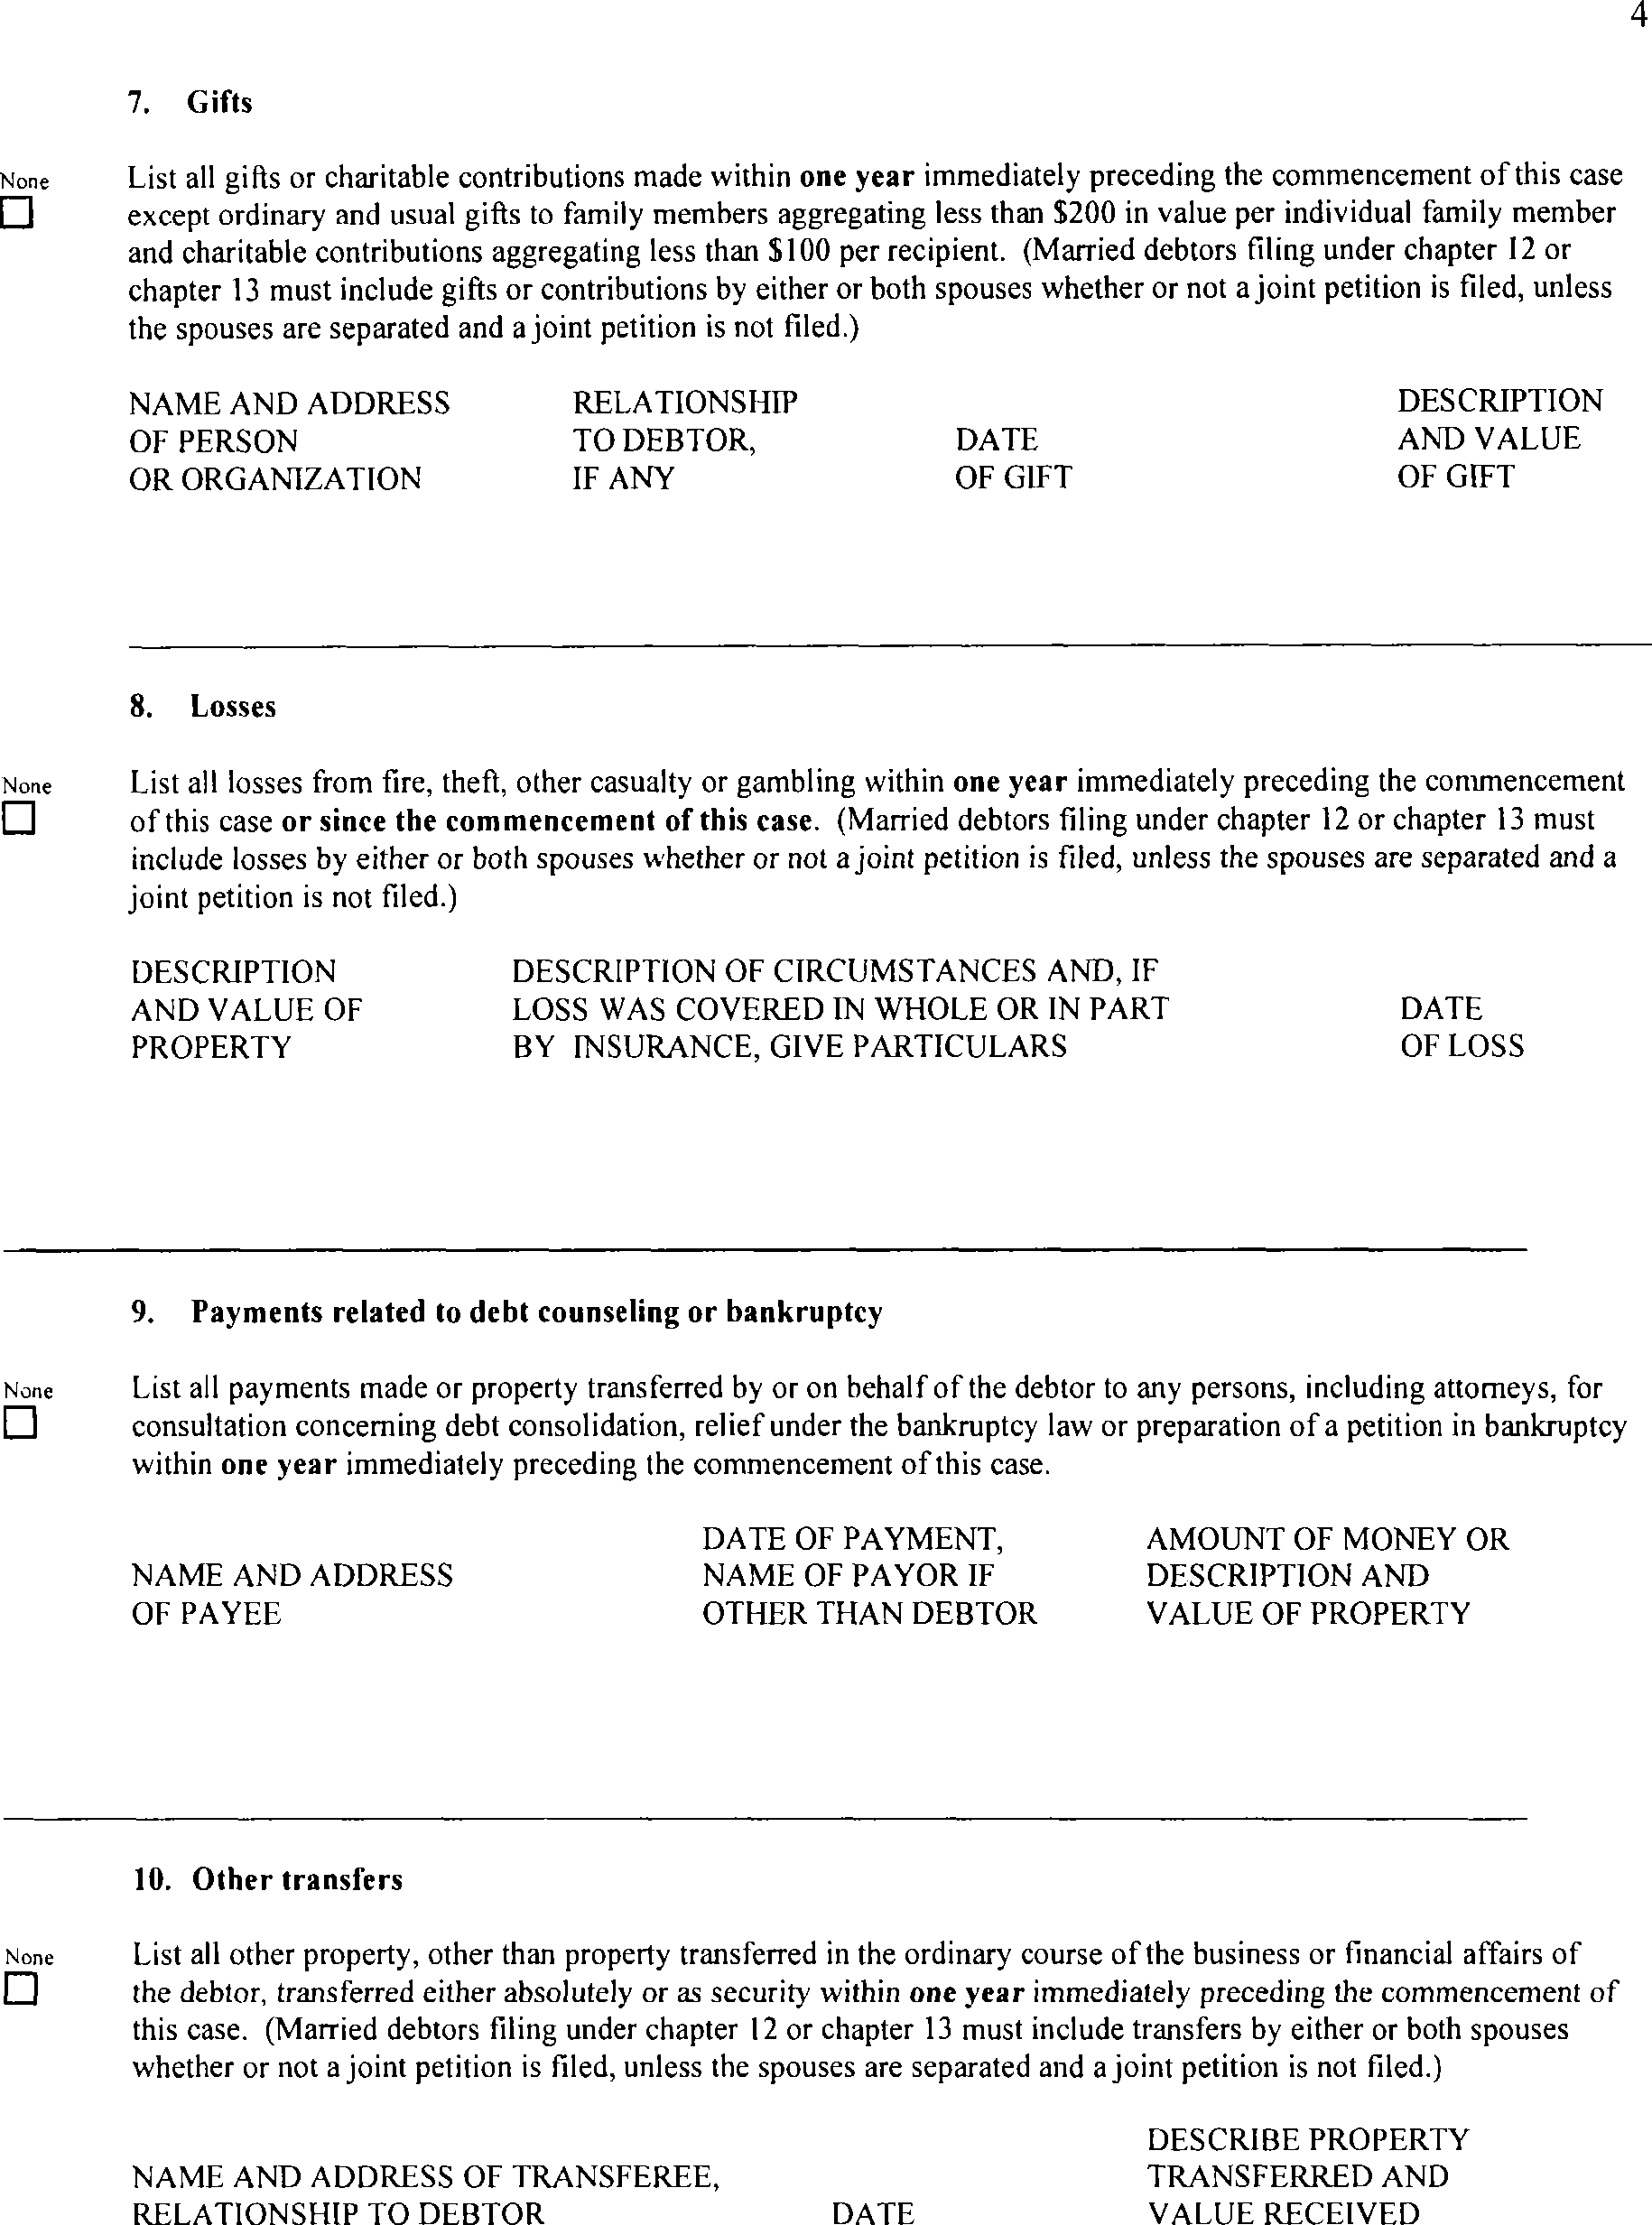 4
7. Gifts
None
List all gifts or charitable contributions made within one year immediately preceding the commencement of this case
except ordinary and usual gifts to family members aggregating less than $200 in value per individual family member
and charitable contributions aggregating less than $100 per recipient. (Married debtors filing under chapter 12 or
chapter 13 must include gifts or contributions by either or both spouses whether or not a joint petition is filed, unless
the spouses are separated and a joint petition is not filed.)
NAME AND ADDRESS RELATIONSHIP DESCRIPTION
OF PERSON TO DEBTOR, DATE AND VALUE
OR ORGANIZATION IF ANY OF GIFT OF GIFT
8. Losses
None
List all losses from fire, theft, other casualty or gambling within one year immediately preceding the commencement
of this case or since the commencement of this case. (Married debtors filing under chapter 12 or chapter 13 must
include losses by either or both spouses whether or not a joint petition is filed, unless the spouses are separated and a
joint petition is not filed.)
DESCRIPTION DESCRIPTION OF CIRCUMSTANCES AND, IF
AND VALUE OF LOSS WAS COVERED IN WHOLE OR IN PART DATE
PROPERTY BY INSURANCE, GIVE PARTICULARS OF LOSS
9. Payments related to debt counseling or bankruptcy
None
List all payments made or property transferred by or on behalf of the debtor to any persons, including attorneys, for
consultation concerning debt consolidation, relief under the bankruptcy law or preparation of a petition in bankruptcy
within one year immediately preceding the commencement of this case.
DATE OF PAYMENT, AMOUNT OF MONEY OR
NAME AND ADDRESS NAME OF PAYOR IF DESCRIPTION AND
OF PAYEE OTHER THAN DEBTOR VALUE OF PROPERTY
10. Other transfers
None
List all other property, other than property transferred in the ordinary course of the business or financial affairs of
the debtor, transferred either absolutely or as security within one year immediately preceding the commencement of
this case. (Married debtors filing under chapter 12 or chapter 13 must include transfers by either or both spouses
whether or not a joint petition is filed, unless the spouses are separated and a joint petition is not filed.)
DESCRIBE PROPERTY
NAME AND ADDRESS OF TRANSFEREE, TRANSFERRED AND
RELATIONSHIP TO DEBTOR DATE VALUE RECEIVED